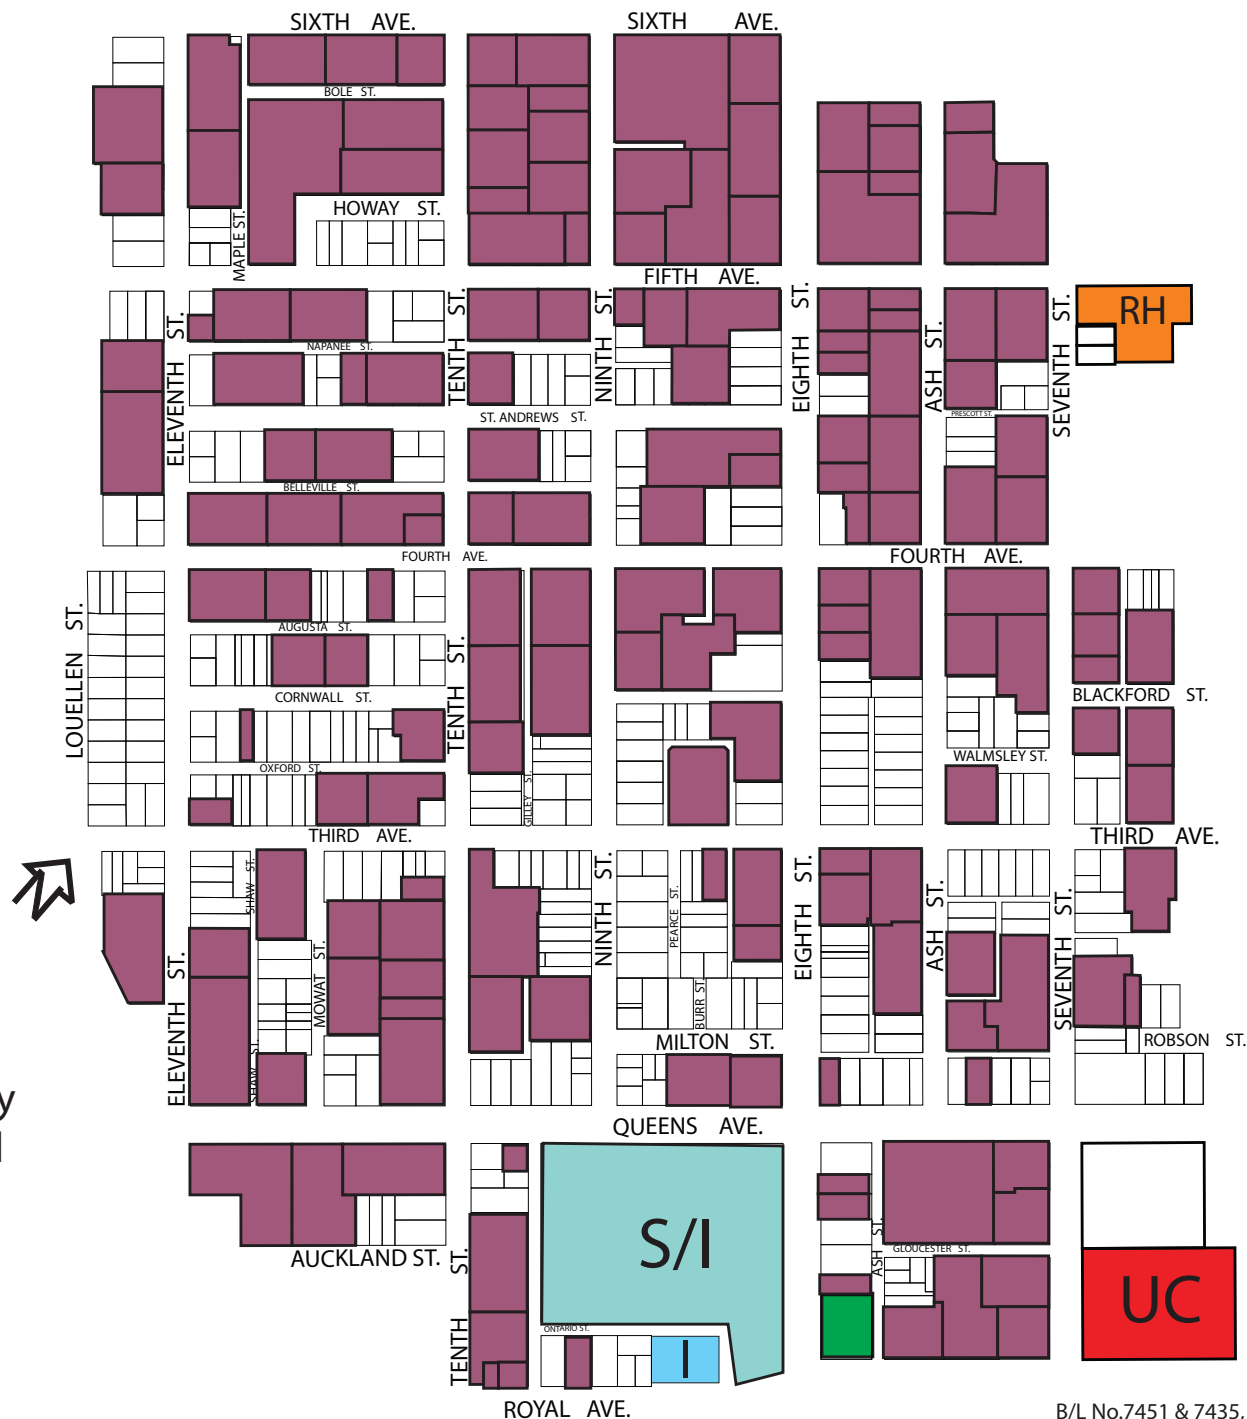 SIXTH AVE.
SIXTH AVE.
BOLE ST.
HOWAY ST.
MAPLE ST.
FIFTH AVE.
RH
ELEVENTH ST.
NAPANEE ST.
TENTH ST.
NINTH ST.
EIGHTH ST.
ASH ST.
SEVENTH ST.
ST. ANDREWS ST.
PRESCOTT ST.
BELLEVILLE ST.
FOURTH AVE.
FOURTH AVE.
LOUELLEN ST.
AUGUSTA ST.
TENTH ST.
CORNWALL ST.
BLACKFORD ST.
WALMSLEY ST.
OXFORD ST.
GILLEY ST.
THIRD AVE.
THIRD AVE.
SHAW ST.
MOWAT ST.
ELEVENTH ST.
NINTH ST.
PEARCE ST.
EIGHTH ST.
ASH ST.
SEVENTH ST.
BURR ST.
SHAW ST.
MILTON ST.
ROBSON ST.
y
QUEENS AVE.
S/I
ASH ST.
GLOUCESTER ST.
AUCKLAND ST.
UC
TENTH ST.
ONTARIO ST.
I
ROYAL AVE.
B/L No.7451 & 7435,